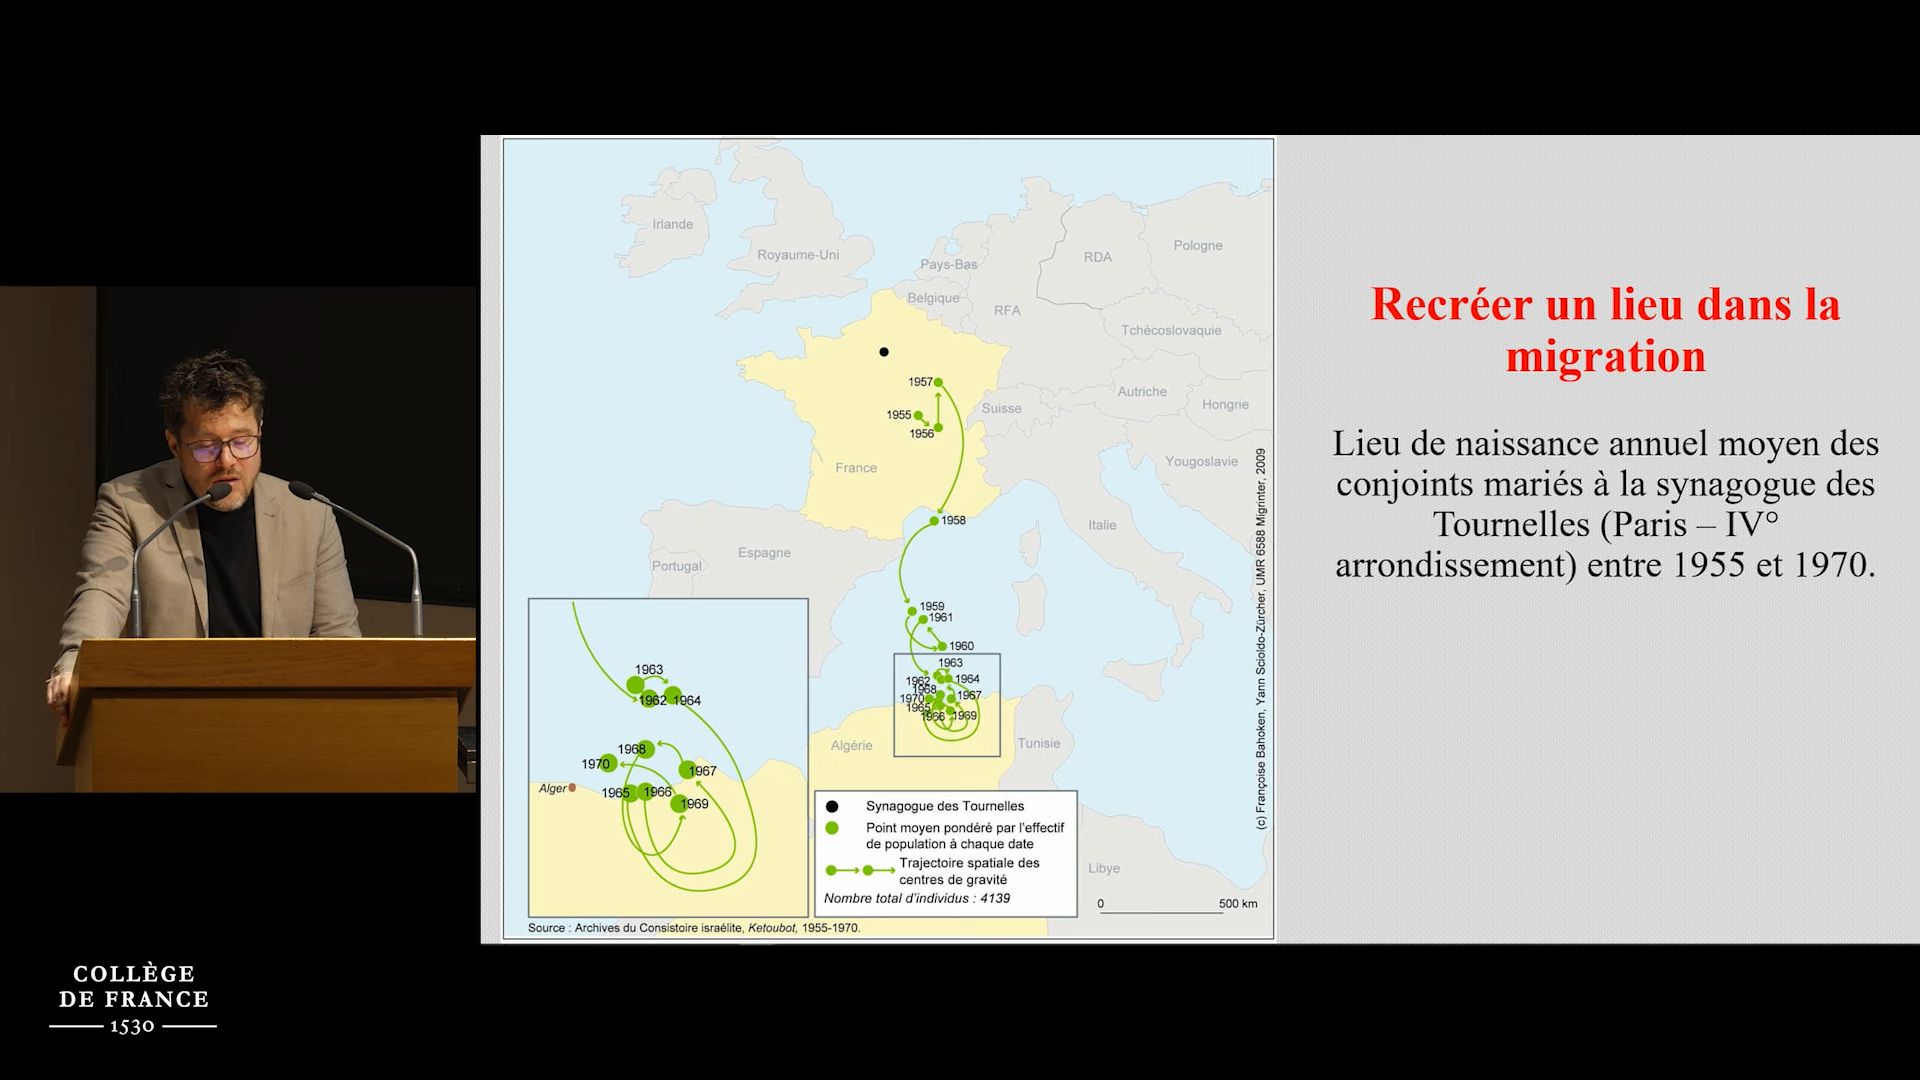 Irlande
Royaume-Uni
Pays-Bas
Belgique
RFA
RDA
Pologne
Tchécoslovaquie
Autriche
Hongrie
Suisse
Yougoslavie
France
Espagne
Portugal
Italie
Algérie
Tunisie
Libye
1957
1955
1956
1958
1959
1961
1960
1963
1962
1964
1968
1970
1967
1965
1966
1969
1963
1962
1964
1968
1970
1967
1965
1966
1969
Alger
Synagogue des Tournelles
Point moyen pondéré par l'effectif
de population à chaque date
Trajectoire spatiale des
centres de gravité
Nombre total d'individus : 4139
0
500 km
Source : Archives du Consistoire israélite, Ketoubot, 1955-1970.
(c) Françoise Bahoken, Yann Scioldo-Zürcher, UMR 6588 Migrinter, 2009
Recréer un lieu dans la
migration
Lieu de naissance annuel moyen des
conjoints mariés à la synagogue des
Tournelles (Paris – IV°
arrondissement) entre 1955 et 1970.
COLLÈGE
DE FRANCE
1530